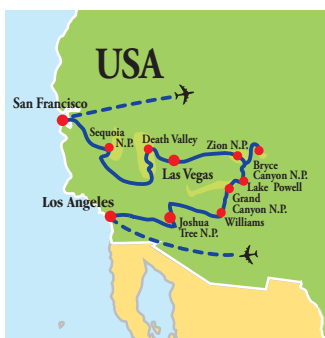 USA
San Francisco
Sequoia
N.P.
Death Valley
Zion N.P.
Las Vegas
Bryce
Canyon N.P.
Lake Powell
Los Angeles
Grand
Canyon N.P.
Joshua
Tree N.P.
Williams